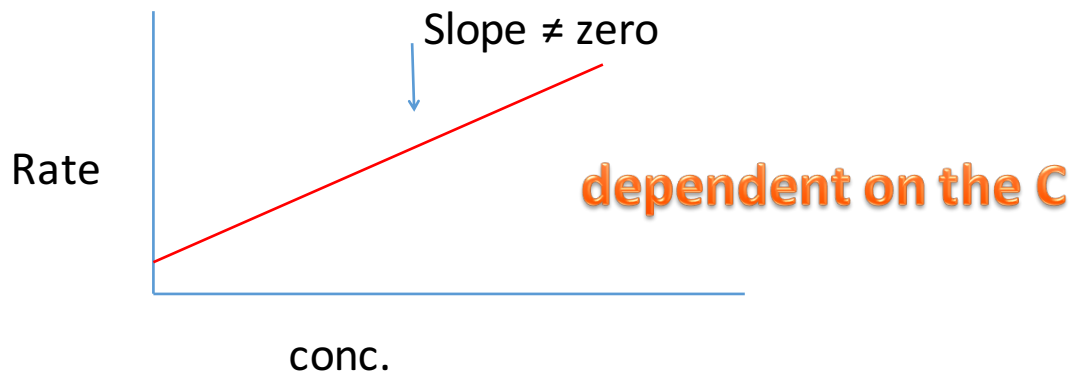 Slope ≠ zero
Rate
dependent on the C
conc.